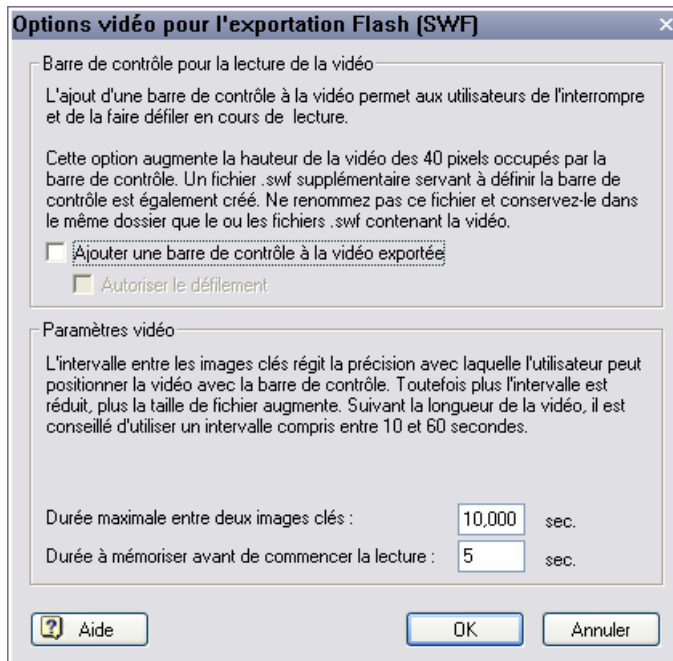 Options vidéo pour l'exportation Flash (SWF)
Barre de contrôle pour la lecture de la vidéo
L'ajout d'une barre de contrôle à la vidéo permet aux utilisateurs de l'interrompre
et de la faire défiler en cours de lecture.
Cette option augmente la hauteur de la vidéo des 40 pixels occupés par la
barre de contrôle. Un fichier .swf supplémentaire servant à définir la barre de
contrôle est également créé. Ne renommez pas ce fichier et conservez-le dans
le même dossier que le ou les fichiers .swf contenant la vidéo.
Ajouter une barre de contrôle à la vidéo exportée
Autoriser le défilement
Paramètres vidéo
L'intervalle entre les images clés régit la précision avec laquelle l'utilisateur peut
positionner la vidéo avec la barre de contrôle. Toutefois plus l'intervalle est
réduit, plus la taille de fichier augmente. Suivant la longueur de la vidéo, il est
conseillé d'utiliser un intervalle compris entre 10 et 60 secondes.
Durée maximale entre deux images clés : 10,000 sec.
Durée à mémoriser avant de commencer la lecture : 5 sec.
Aide OK Annuler